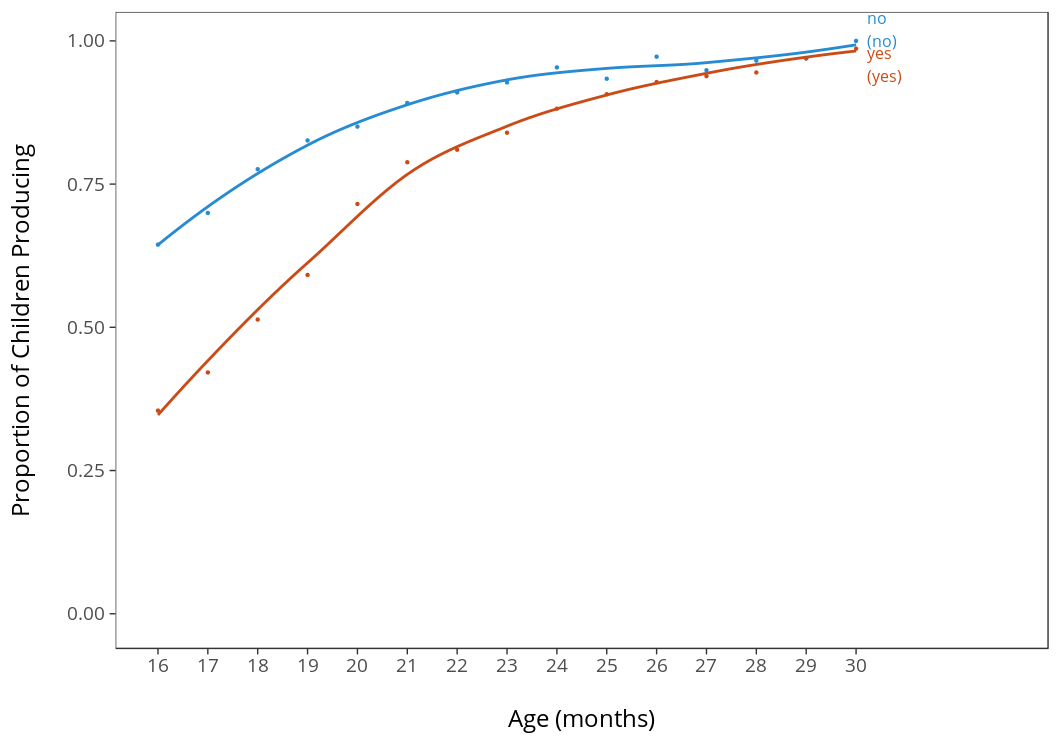 no
(no)
yes
(yes)
1.00
0.75
0.50
0.25
0.00
Proportion of Children Producing
16 17 18 19 20 21 22 23 24 25 26 27 28 29 30
Age (months)